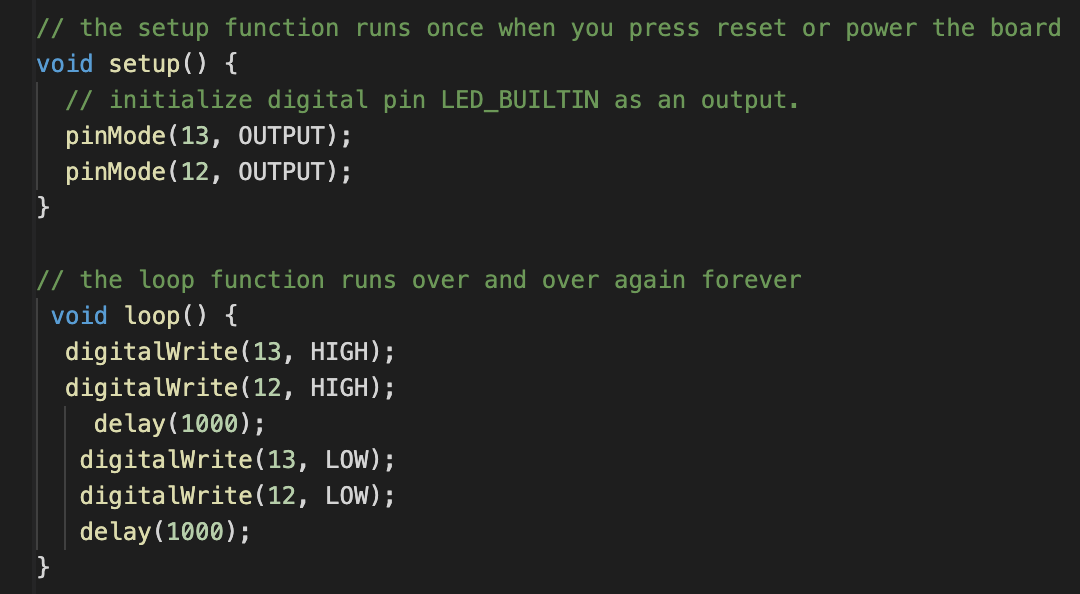 // the setup function runs once when you press reset or power the board
void setup() {
  // initialize digital pin LED_BUILTIN as an output.
  pinMode(13, OUTPUT);
  pinMode(12, OUTPUT);
}

// the loop function runs over and over again forever
 void loop() {
  digitalWrite(13, HIGH);
  digitalWrite(12, HIGH);
    delay(1000);
   digitalWrite(13, LOW);
   digitalWrite(12, LOW);
   delay(1000);
}